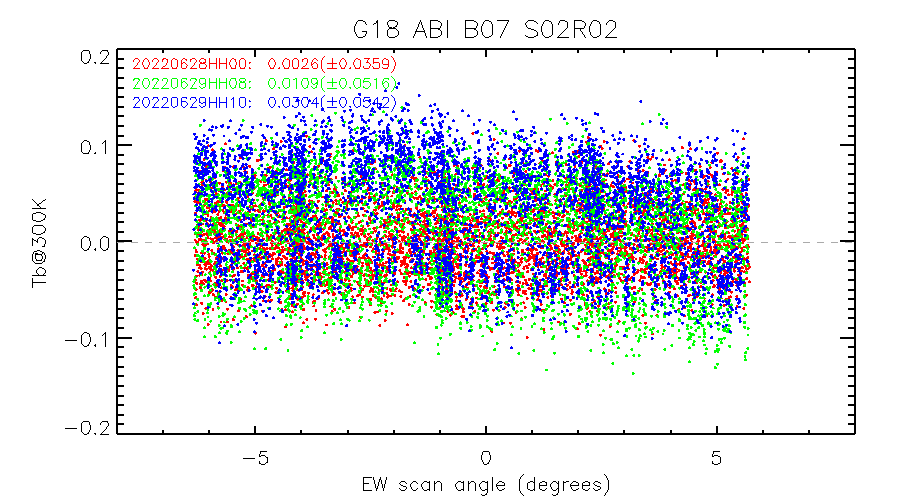 G18 ABI B07 S02R02
20220628HH00: 0.0026(±0.0359)
20220629HH08: 0.0109(±0.0516)
20220629HH10: 0.0304(±0.0542)
0.2
0.1
0.0
-0.1
-0.2
Tb@300K
-5 0 5
EW scan angle (degrees)